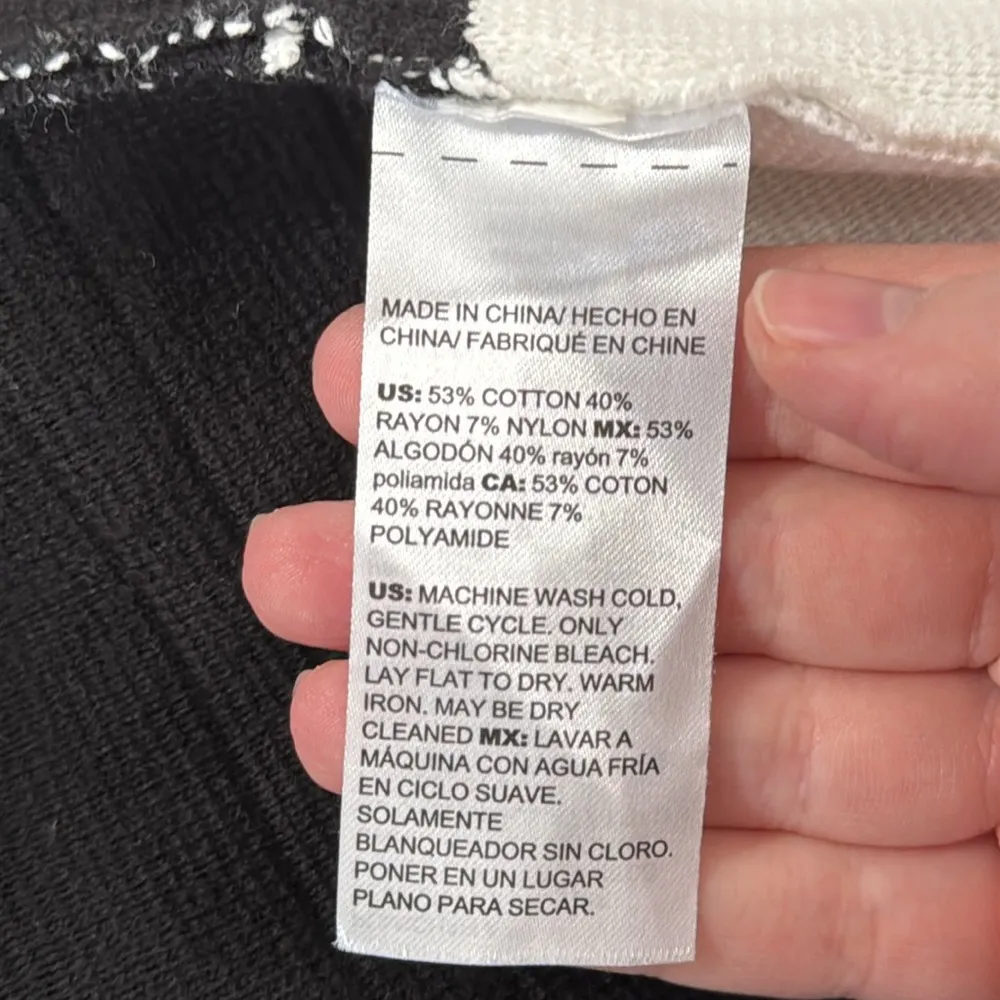 MADE IN CHINA/ HECHO EN
CHINA/ FABRIQUÉ EN CHINE
US: 53% COTTON 40%
RAYON 7% NYLON MX: 53%
ALGODÓN 40% rayón 7%
poliamida CA: 53% COTON
40% RAYONNE 7%
POLYAMIDE
US: MACHINE WASH COLD,
GENTLE CYCLE. ONLY
NON-CHLORINE BLEACH.
LAY FLAT TO DRY. WARM
IRON. MAY BE DRY
CLEANED MX: LAVAR A
MÁQUINA CON AGUA FRÍA
EN CICLO SUAVE.
SOLAMENTE
BLANQUEADOR SIN CLORO.
PONER EN UN LUGAR
PLANO PARA SECAR.